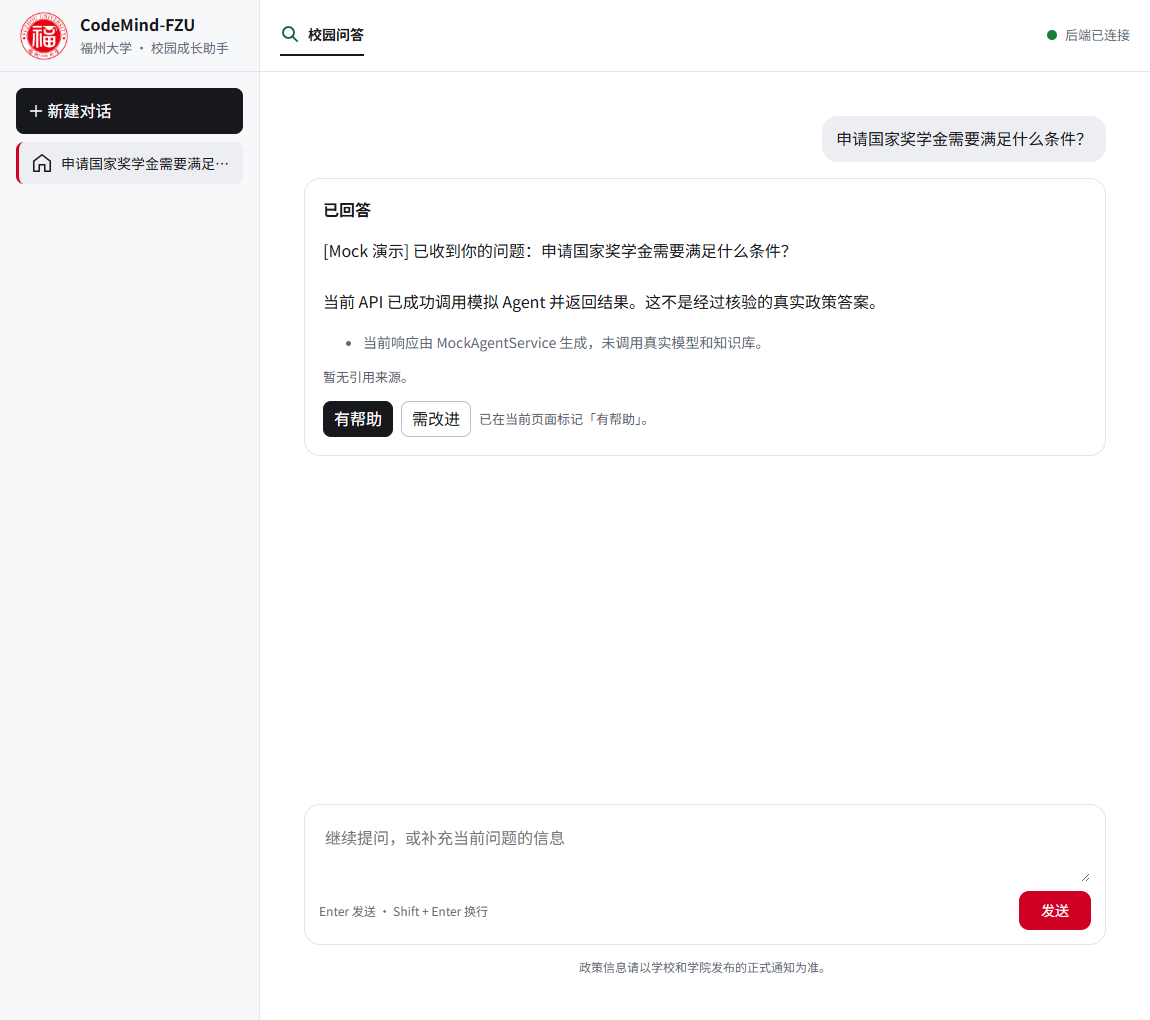 CodeMind-FZU
福州大学 · 校园成长助手
校园问答
后端已连接
+ 新建对话
申请国家奖学金需要满足…
申请国家奖学金需要满足什么条件？
已回答
[Mock 演示] 已收到你的问题：申请国家奖学金需要满足什么条件？
当前 API 已成功调用模拟 Agent 并返回结果。这不是经过核验的真实政策答案。
• 当前响应由 MockAgentService 生成，未调用真实模型和知识库。
暂无引用来源。
有帮助 需改进 已在当前页面标记「有帮助」。
继续提问，或补充当前问题的信息
Enter 发送 · Shift + Enter 换行
发送
政策信息请以学校和学院发布的正式通知为准。